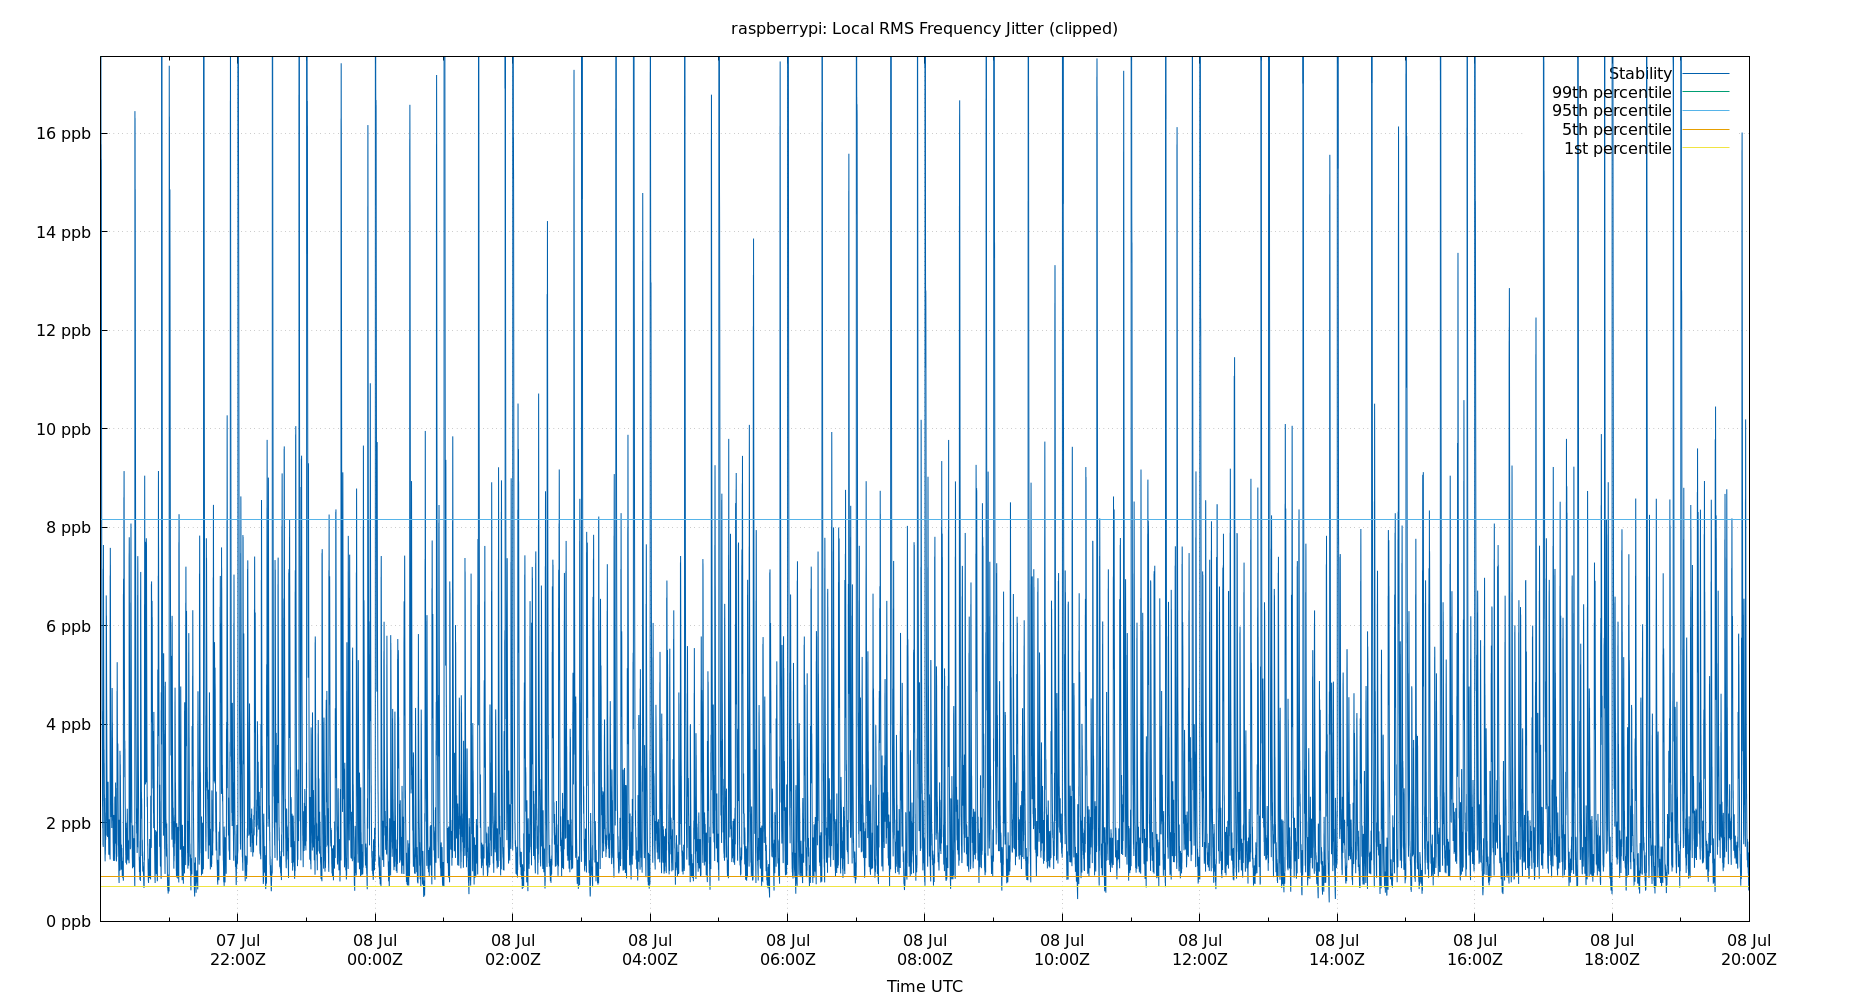 raspberrypi: Local RMS Frequency Jitter (clipped)
Stability
99th percentile
95th percentile
5th percentile
1st percentile
16 ppb
14 ppb
12 ppb
10 ppb
8 ppb
6 ppb
4 ppb
2 ppb
0 ppb
07 Jul 08 Jul 08 Jul 08 Jul 08 Jul 08 Jul 08 Jul 08 Jul 08 Jul 08 Jul 08 Jul 08 Jul
22:00Z 00:00Z 02:00Z 04:00Z 06:00Z 08:00Z 10:00Z 12:00Z 14:00Z 16:00Z 18:00Z 20:00Z
Time UTC